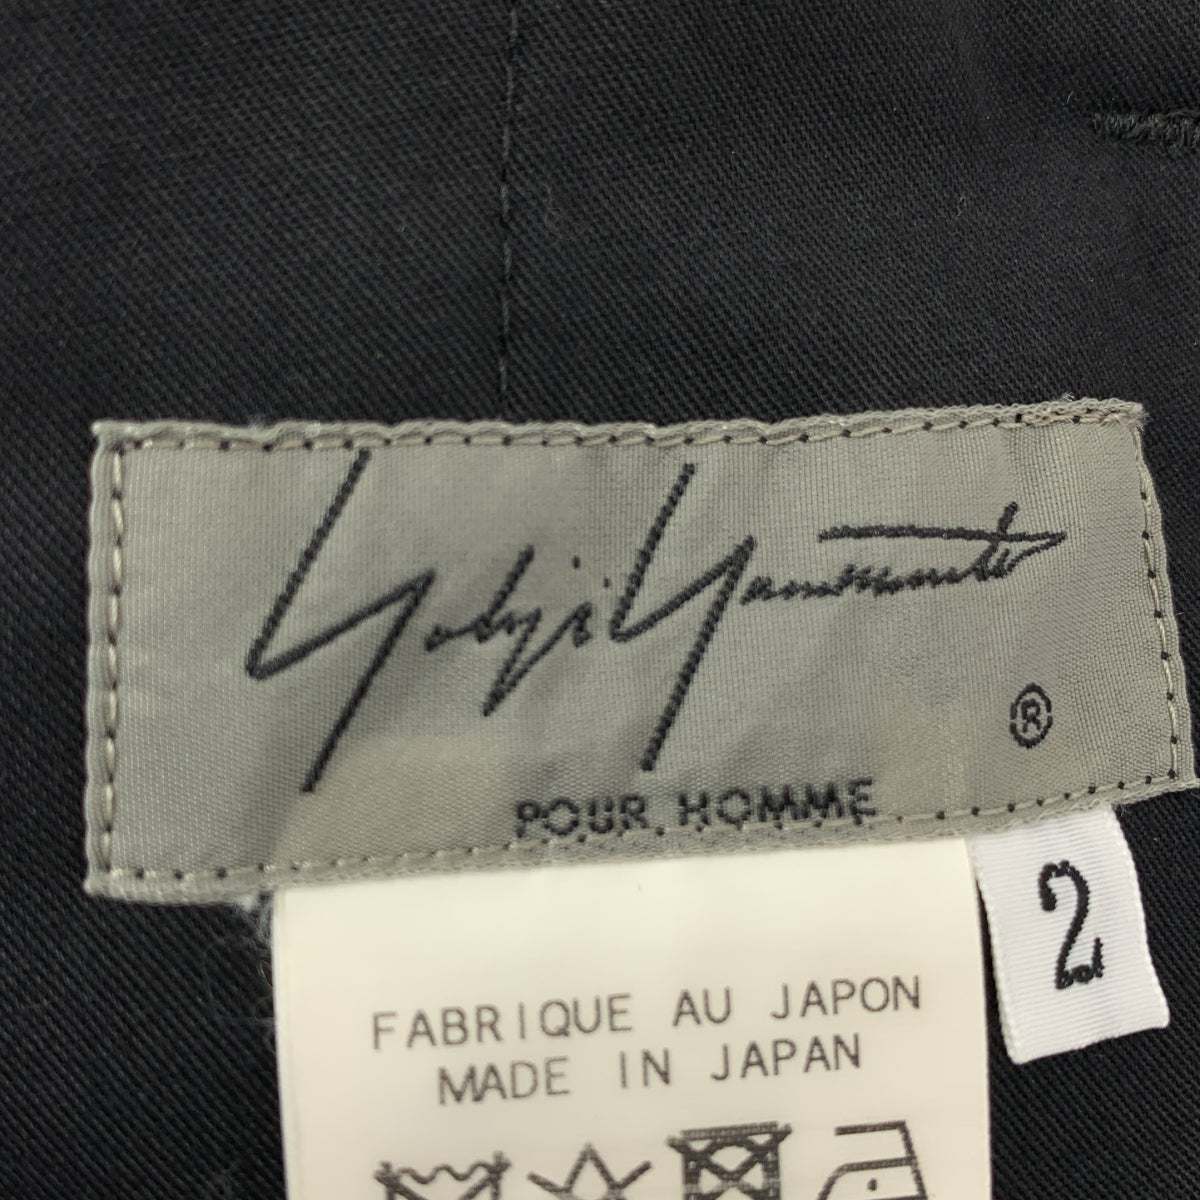 Yohji Yamamoto
®
POUR HOMME
2
FABRIQUE AU JAPON
MADE IN JAPAN